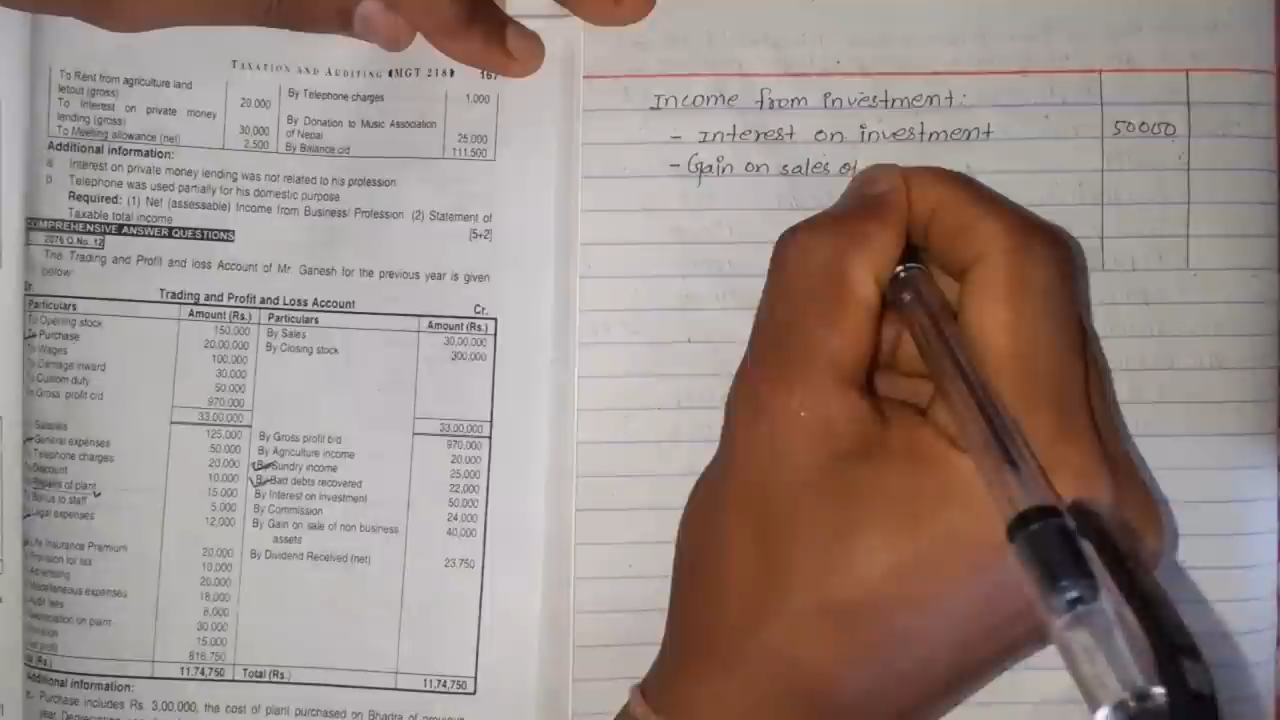 TAXATION AND AUDITING (MGT 218) 167
To Rent from agriculture land letout (gross) 20,000 By Telephone charges 1,000
To Interest on private money lending (gross) 30,000 By Donation to Music Association of Nepal 25,000
To Meeting allowance (net) 2,500 By Balance c/d 111,500
Additional information:
a. Interest on private money lending was not related to his profession
b. Telephone was used partially for his domestic purpose
Required: (1) Net (assessable) Income from Business/ Profession (2) Statement of
Taxable total income [5+2]
COMPREHENSIVE ANSWER QUESTIONS
2076 Q.No. 12
The Trading and Profit and loss Account of Mr. Ganesh for the previous year is given
below
Trading and Profit and Loss Account
Dr. Cr.
Particulars Amount (Rs.) Particulars Amount (Rs.)
To Opening stock 150,000 By Sales 30,00,000
To Purchase 20,00,000 By Closing stock 300,000
To Wages 100,000
To Carriage inward 30,000
To Custom duty 50,000
To Gross profit c/d 970,000
33,00,000 33,00,000
Salaries 125,000 By Gross profit b/d 970,000
General expenses 50,000 By Agriculture income 20,000
Telephone charges 20,000 By Sundry income 25,000
Discount 10,000 By Bad debts recovered 22,000
Repairs of plant 15,000 By Interest on investment 50,000
Bonus to staff 5,000 By Commission 24,000
Legal expenses 12,000 By Gain on sale of non business assets 40,000
Life Insurance Premium 20,000 By Dividend Received (net) 23,750
Provision for tax 10,000
Advertising 20,000
Miscellaneous expenses 18,000
Audit fees 8,000
Depreciation on plant 30,000
15,000
Net profit 816,750
(Rs.) 11,74,750 Total (Rs.) 11,74,750
Additional information:
Purchase includes Rs. 3,00,000, the cost of plant purchased on Bhadra of previous
Income from investment:
- Interest on investment 50000
- Gain on sales of